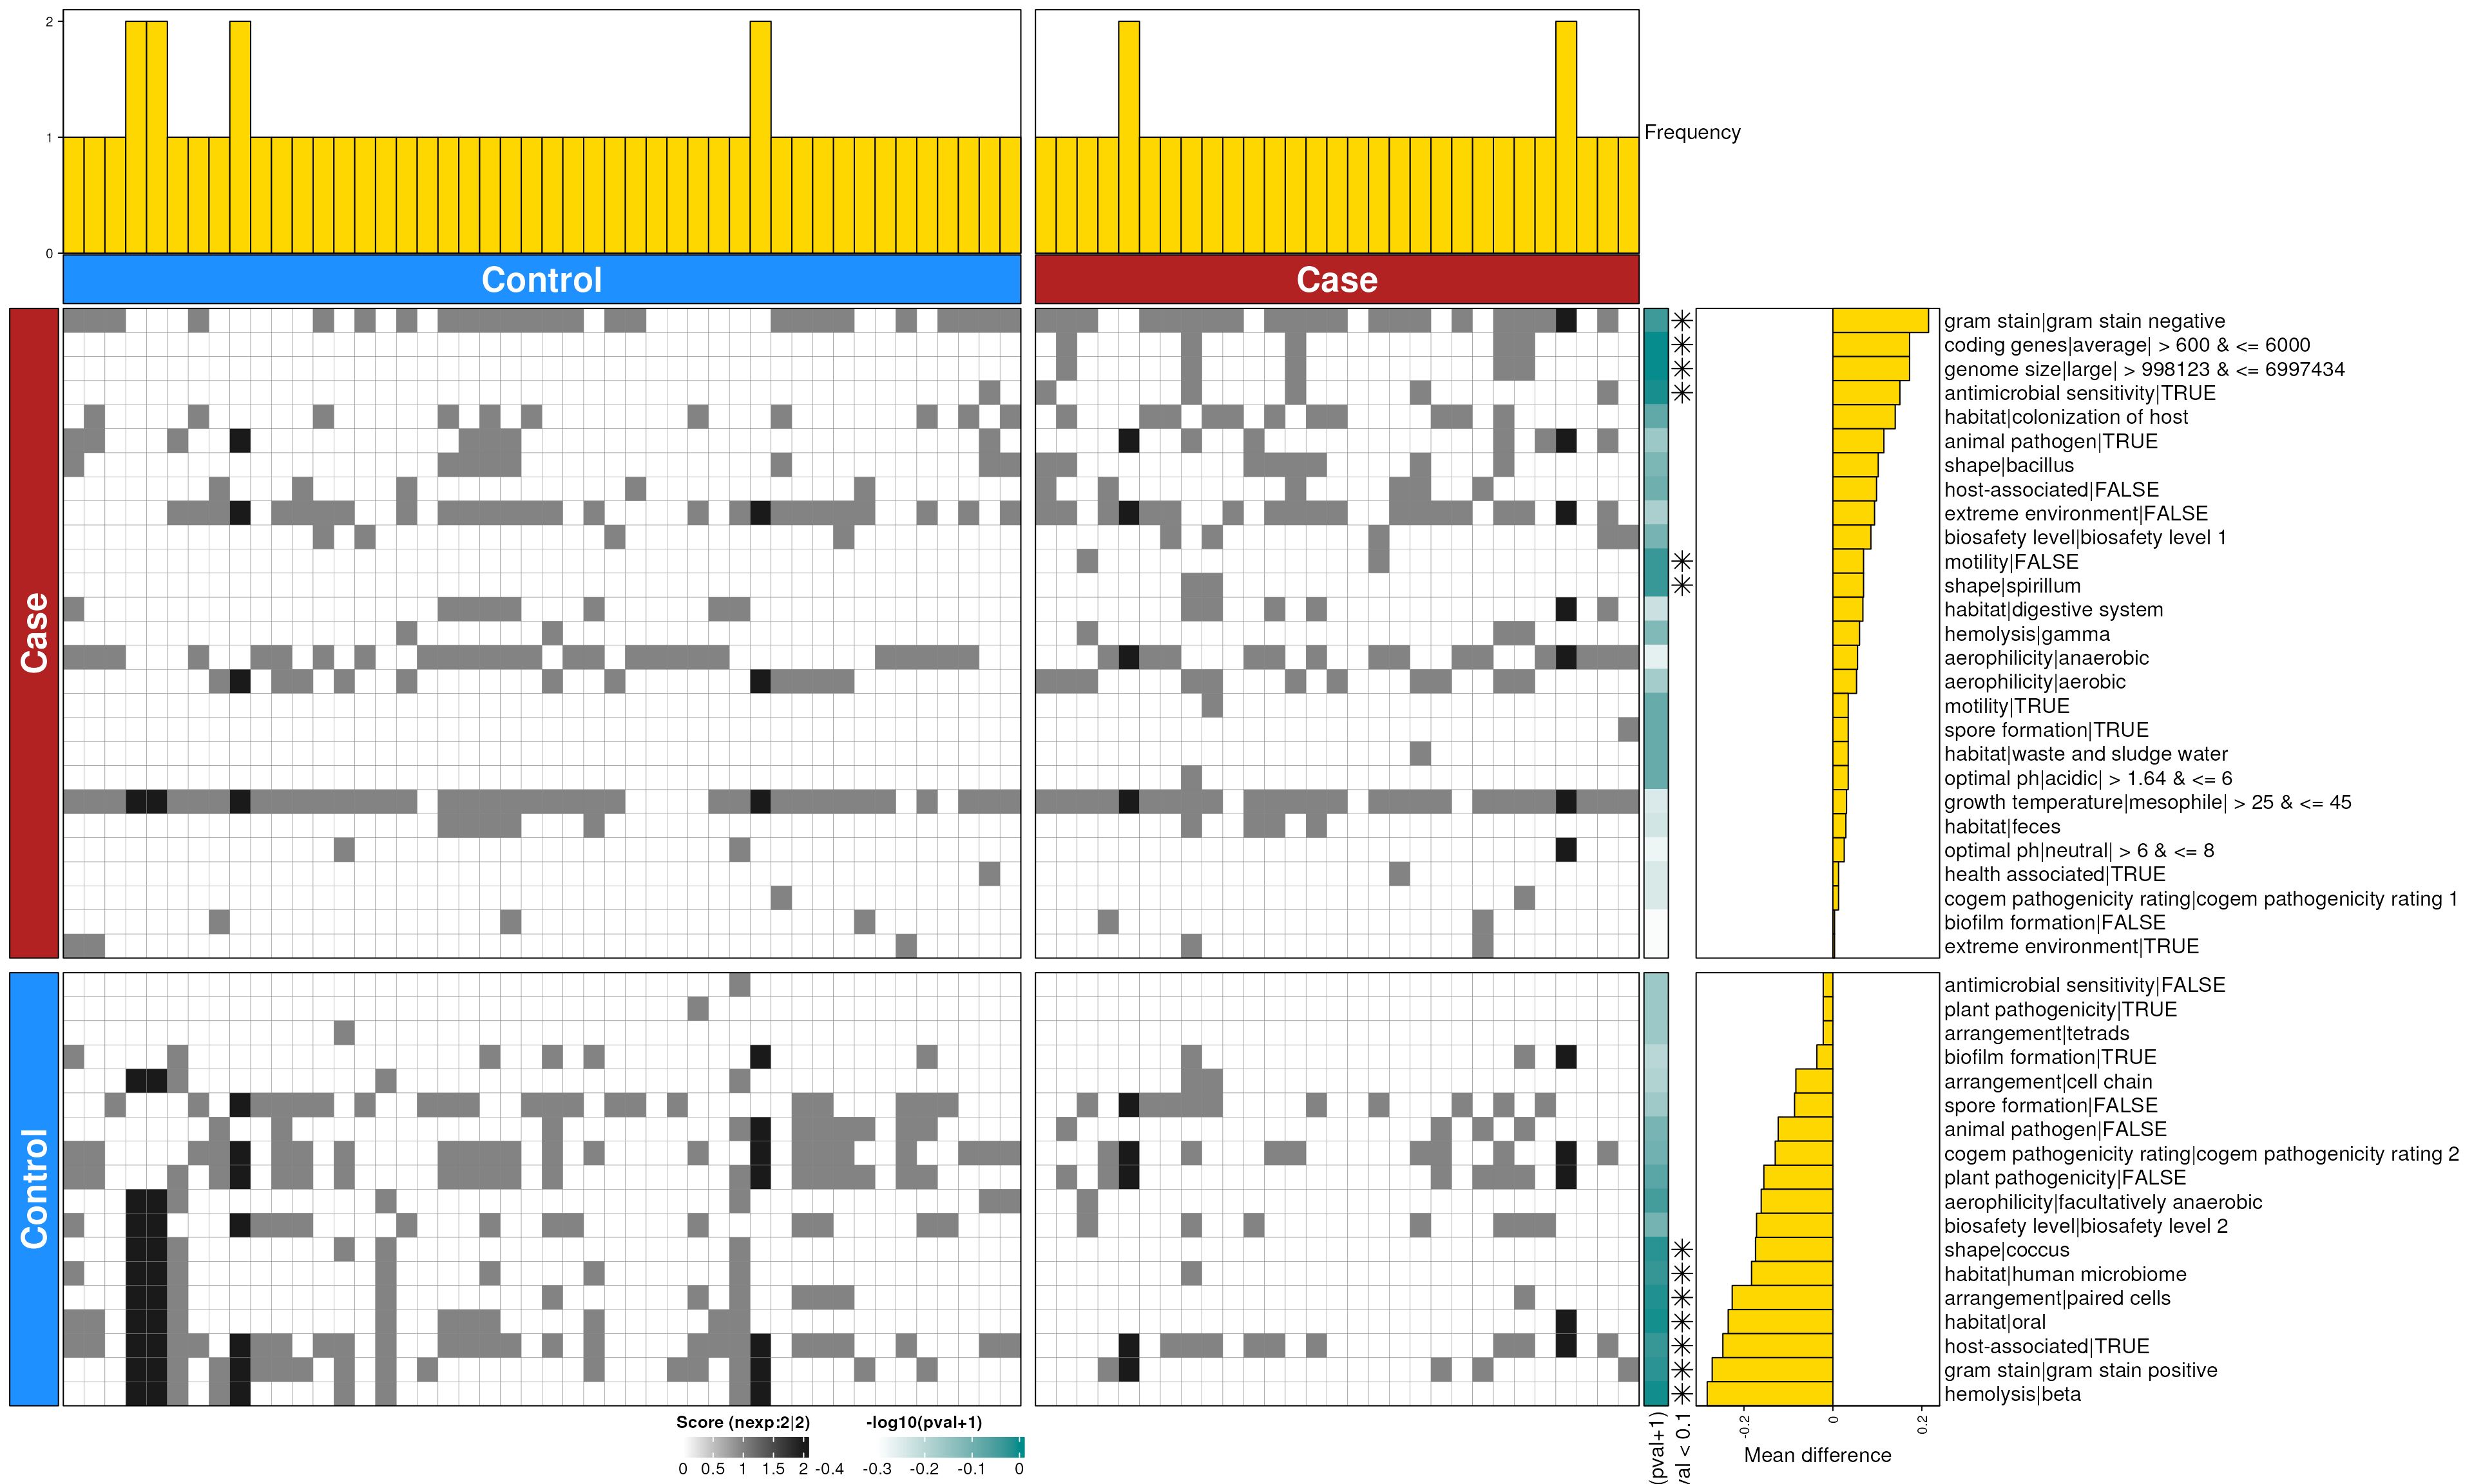 2
1
0
Frequency
Control
Case
Case
gram stain|gram stain negative
coding genes|average| > 600 & <= 6000
genome size|large| > 998123 & <= 6997434
antimicrobial sensitivity|TRUE
habitat|colonization of host
animal pathogen|TRUE
shape|bacillus
host-associated|FALSE
extreme environment|FALSE
biosafety level|biosafety level 1
motility|FALSE
shape|spirillum
habitat|digestive system
hemolysis|gamma
aerophilicity|anaerobic
aerophilicity|aerobic
motility|TRUE
spore formation|TRUE
habitat|waste and sludge water
optimal ph|acidic| > 1.64 & <= 6
growth temperature|mesophile| > 25 & <= 45
habitat|feces
optimal ph|neutral| > 6 & <= 8
health associated|TRUE
cogem pathogenicity rating|cogem pathogenicity rating 1
biofilm formation|FALSE
extreme environment|TRUE
Control
antimicrobial sensitivity|FALSE
plant pathogenicity|TRUE
arrangement|tetrads
biofilm formation|TRUE
arrangement|cell chain
spore formation|FALSE
animal pathogen|FALSE
cogem pathogenicity rating|cogem pathogenicity rating 2
plant pathogenicity|FALSE
aerophilicity|facultatively anaerobic
biosafety level|biosafety level 2
shape|coccus
habitat|human microbiome
arrangement|paired cells
habitat|oral
host-associated|TRUE
gram stain|gram stain positive
hemolysis|beta
-0.2
0
0.2
Mean difference
(pval+1)
val < 0.1
Score (nexp:2|2)
0 0.5 1 1.5 2
-log10(pval+1)
-0.4 -0.3 -0.2 -0.1 0